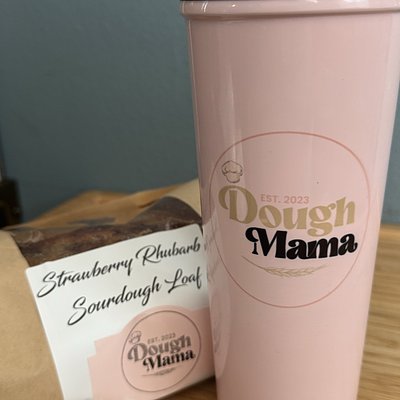 EST. 2023
Dough
Mama
Strawberry Rhubarb
Sourdough Loaf
EST. 2023
Dough
Mama